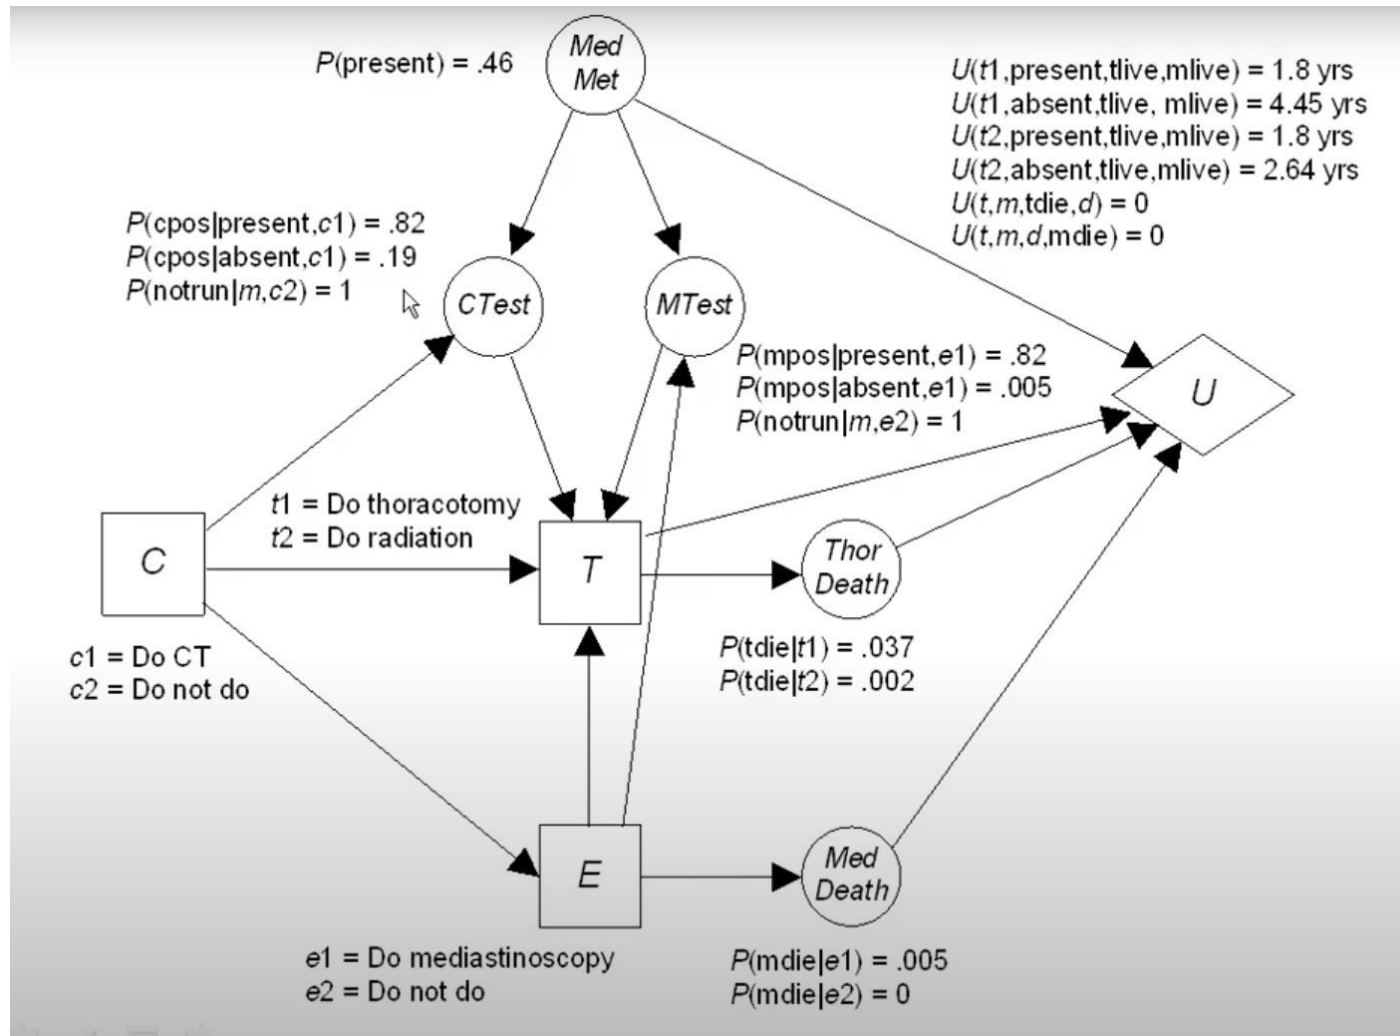 Med
Met
P(present) = .46
U(t1,present,tlive,mlive) = 1.8 yrs
U(t1,absent,tlive, mlive) = 4.45 yrs
U(t2,present,tlive,mlive) = 1.8 yrs
U(t2,absent,tlive,mlive) = 2.64 yrs
U(t,m,tdie,d) = 0
U(t,m,d,mdie) = 0
P(cpos|present,c1) = .82
P(cpos|absent,c1) = .19
P(notrun|m,c2) = 1
CTest
MTest
P(mpos|present,e1) = .82
P(mpos|absent,e1) = .005
P(notrun|m,e2) = 1
U
t1 = Do thoracotomy
t2 = Do radiation
C
T
Thor
Death
c1 = Do CT
c2 = Do not do
P(tdie|t1) = .037
P(tdie|t2) = .002
E
Med
Death
e1 = Do mediastinoscopy
e2 = Do not do
P(mdie|e1) = .005
P(mdie|e2) = 0